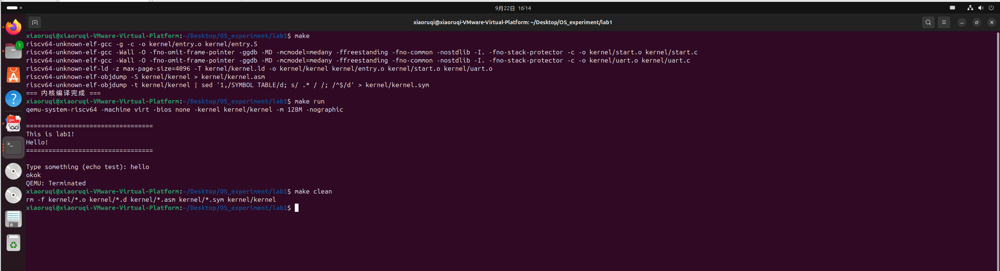 9月22日 16:14
xiaoruqi@xiaoruqi-VMware-Virtual-Platform: ~/Desktop/OS_experiment/lab1
1
xiaoruqi@xiaoruqi-VMware-Virtual-Platform:~/Desktop/OS_experiment/lab1$ make
riscv64-unknown-elf-gcc -g -c -o kernel/entry.o kernel/entry.S
riscv64-unknown-elf-gcc -Wall -O -fno-omit-frame-pointer -ggdb -MD -mcmodel=medany -ffreestanding -fno-common -nostdlib -I. -fno-stack-protector -c -o kernel/start.o kernel/start.c
riscv64-unknown-elf-gcc -Wall -O -fno-omit-frame-pointer -ggdb -MD -mcmodel=medany -ffreestanding -fno-common -nostdlib -I. -fno-stack-protector -c -o kernel/uart.o kernel/uart.c
riscv64-unknown-elf-ld -z max-page-size=4096 -T kernel/kernel.ld -o kernel/kernel kernel/entry.o kernel/start.o kernel/uart.o
riscv64-unknown-elf-objdump -S kernel/kernel > kernel/kernel.asm
riscv64-unknown-elf-objdump -t kernel/kernel | sed '1,/SYMBOL TABLE/d; s/ .* / /; /^$/d' > kernel/kernel.sym
=== 内核编译完成 ===
xiaoruqi@xiaoruqi-VMware-Virtual-Platform:~/Desktop/OS_experiment/lab1$ make run
qemu-system-riscv64 -machine virt -bios none -kernel kernel/kernel -m 128M -nographic
==================================
This is lab1!
Hello!
==================================
Type something (echo test): hello
okok
QEMU: Terminated
xiaoruqi@xiaoruqi-VMware-Virtual-Platform:~/Desktop/OS_experiment/lab1$ make clean
rm -f kernel/*.o kernel/*.d kernel/*.asm kernel/*.sym kernel/kernel
xiaoruqi@xiaoruqi-VMware-Virtual-Platform:~/Desktop/OS_experiment/lab1$